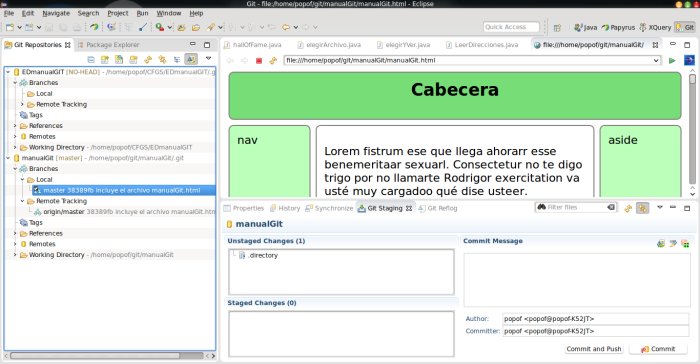 Git - file:///home/popof/git/manualGit/manualGit.html - Eclipse
File Edit Navigate Search Project Run Window Help
Quick Access Java Papyrus XQuery Git
Git Repositories Package Explorer
EDmanualGIT [NO-HEAD] - /home/popof/CFGS/EDmanualGIT/.g
Branches
Local
Remote Tracking
Tags
References
Remotes
Working Directory - /home/popof/CFGS/EDmanualGIT
manualGit [master] - /home/popof/git/manualGit/.git
Branches
Local
master 38389fb incluye el archivo manualGit.html
Remote Tracking
origin/master 38389fb incluye el archivo manualGit.htm
Tags
References
Remotes
Working Directory - /home/popof/git/manualGit
hallOfFame.java elegirArchivo.java elegirYVer.java LeerDirecciones.java file:///home/popof/git/manualGit/
file:///home/popof/git/manualGit/manualGit.html
Cabecera
nav
Lorem fistrum ese que llega ahorarr esse
benemeritaar sexuarl. Consectetur no te digo
trigo por no llamarte Rodrigor exercitation va
usté muy cargadoo qué dise usteer.
aside
Properties History Synchronize Git Staging Git Reflog
Filter files
manualGit
Unstaged Changes (1)
.directory
Staged Changes (0)
Commit Message
Author: popof <popof@popof-K52JT>
Committer: popof <popof@popof-K52JT>
Commit and Push Commit